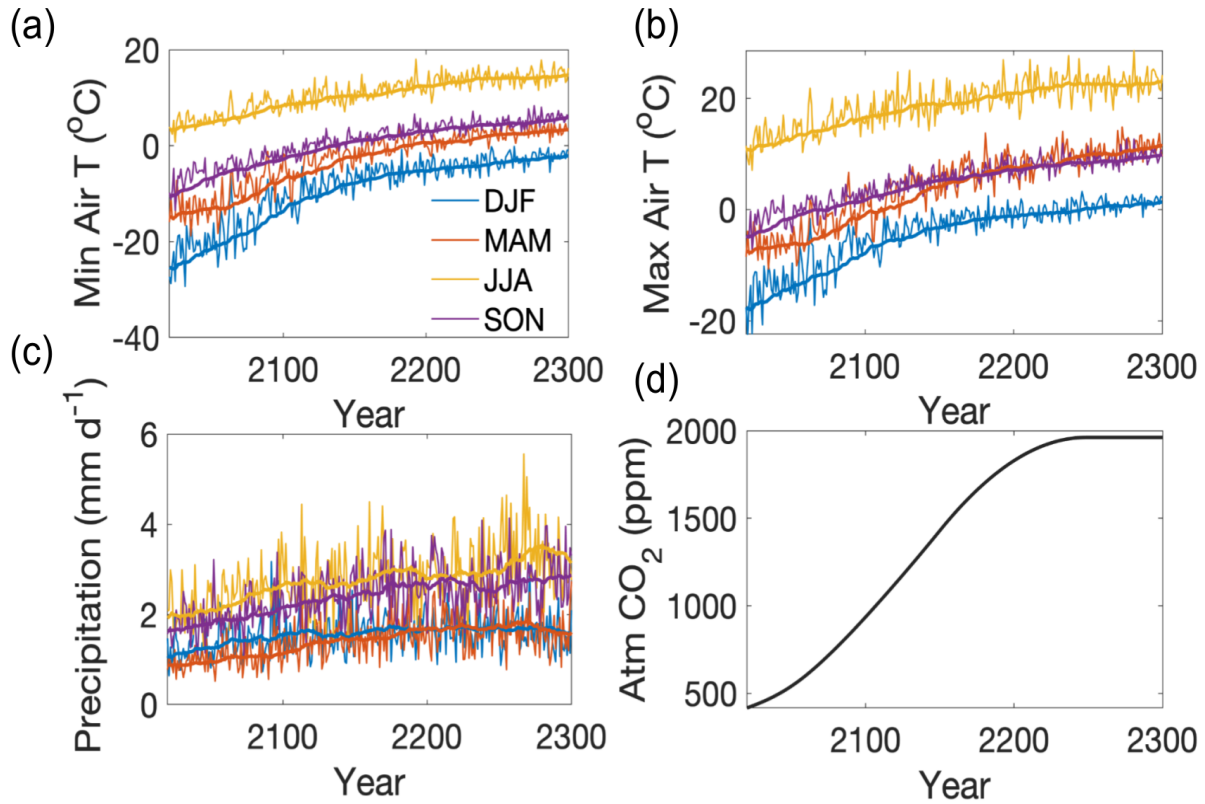 (a)
Min Air T (°C)
20
0
-20
-40
DJF
MAM
JJA
SON
2100
2200
2300
Year
(b)
Max Air T (°C)
20
0
-20
2100
2200
2300
Year
(c)
Precipitation (mm d⁻¹)
6
4
2
0
2100
2200
2300
Year
(d)
Atm CO₂ (ppm)
2000
1500
1000
500
2100
2200
2300
Year